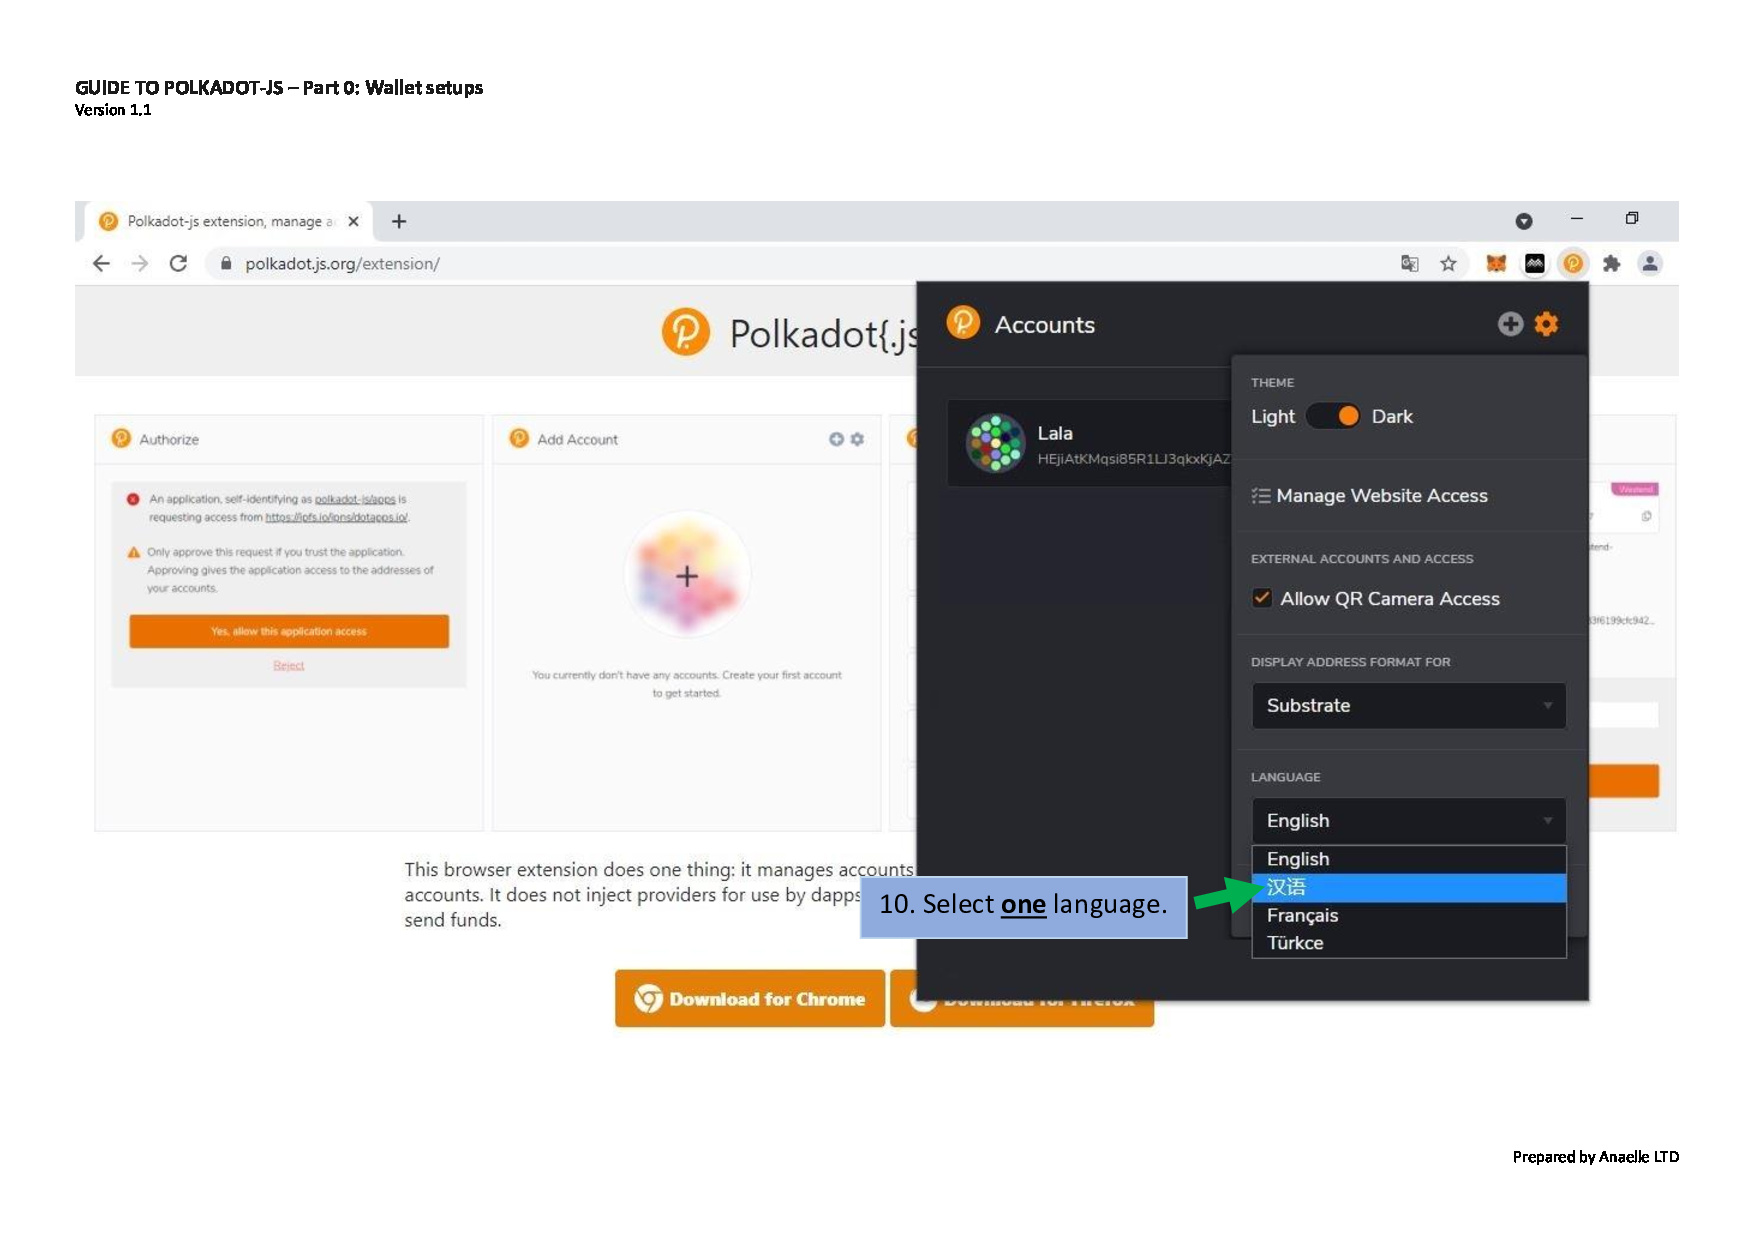 GUIDE TO POLKADOT-JS – Part 0: Wallet setups
Version 1.1
Polkadot-js extension, manage a
polkadot.js.org/extension/
Polkadot{.js
Authorize
An application, self-identifying as polkadot-js/apps is
requesting access from https://ipfs.io/ipns/dotapps.io/.
Only approve this request if you trust the application.
Approving gives the application access to the addresses of
your accounts.
Yes, allow this application access
Reject
Add Account
You currently don't have any accounts. Create your first account
to get started.
Accounts
Lala
HEjiAtKMqsi85R1LJ3qkxKjAZ
THEME
Light Dark
Manage Website Access
EXTERNAL ACCOUNTS AND ACCESS
Allow QR Camera Access
DISPLAY ADDRESS FORMAT FOR
Substrate
LANGUAGE
English
English
汉语
Français
Türkce
Westend
tend-
3f6199cfc942...
This browser extension does one thing: it manages accounts
accounts. It does not inject providers for use by dapps
send funds.
10. Select one language.
Download for Chrome
Download for Firefox
Prepared by Anaelle LTD